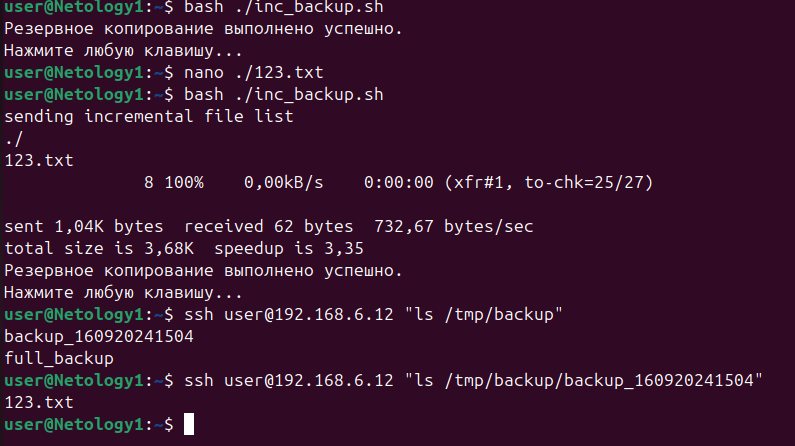 user@Netology1:~$ bash ./inc_backup.sh
Резервное копирование выполнено успешно.
Нажмите любую клавишу...
user@Netology1:~$ nano ./123.txt
user@Netology1:~$ bash ./inc_backup.sh
sending incremental file list
./
123.txt
              8 100%    0,00kB/s    0:00:00 (xfr#1, to-chk=25/27)
sent 1,04K bytes  received 62 bytes  732,67 bytes/sec
total size is 3,68K  speedup is 3,35
Резервное копирование выполнено успешно.
Нажмите любую клавишу...
user@Netology1:~$ ssh user@192.168.6.12 "ls /tmp/backup"
backup_160920241504
full_backup
user@Netology1:~$ ssh user@192.168.6.12 "ls /tmp/backup/backup_160920241504"
123.txt
user@Netology1:~$